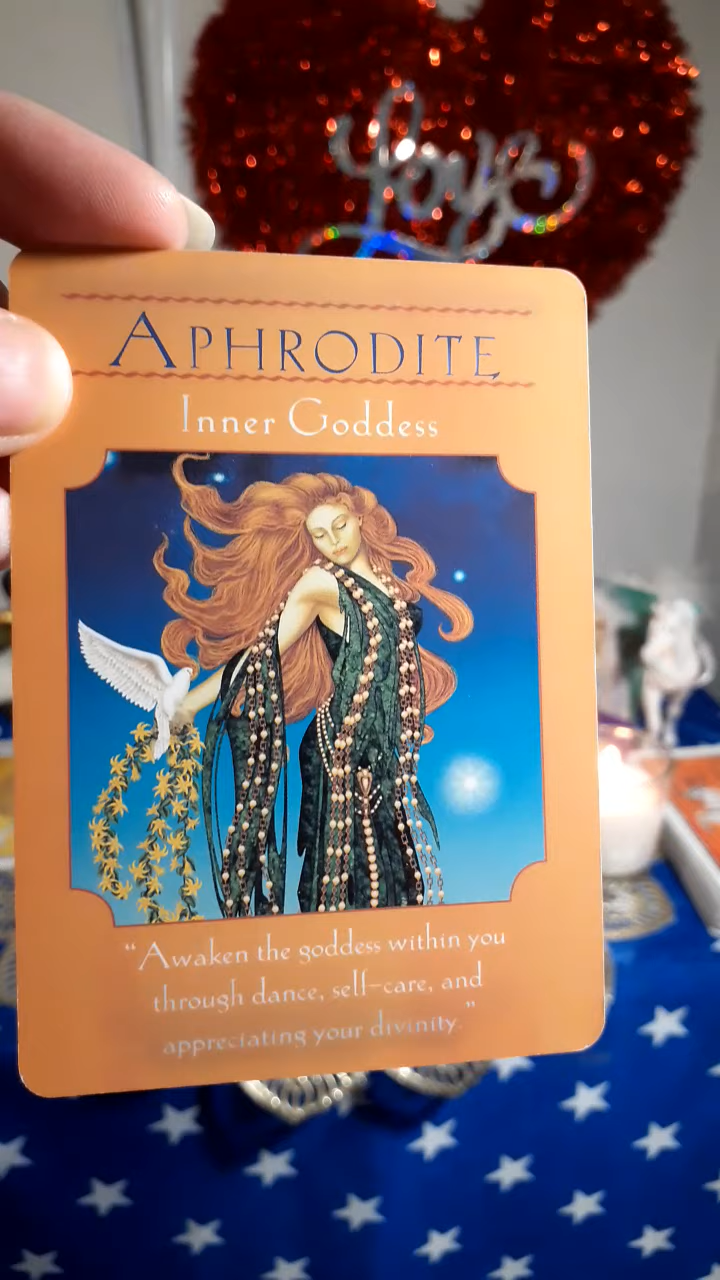 Love
APHRODITE
Inner Goddess
“Awaken the goddess within you
through dance, self-care, and
appreciating your divinity.”